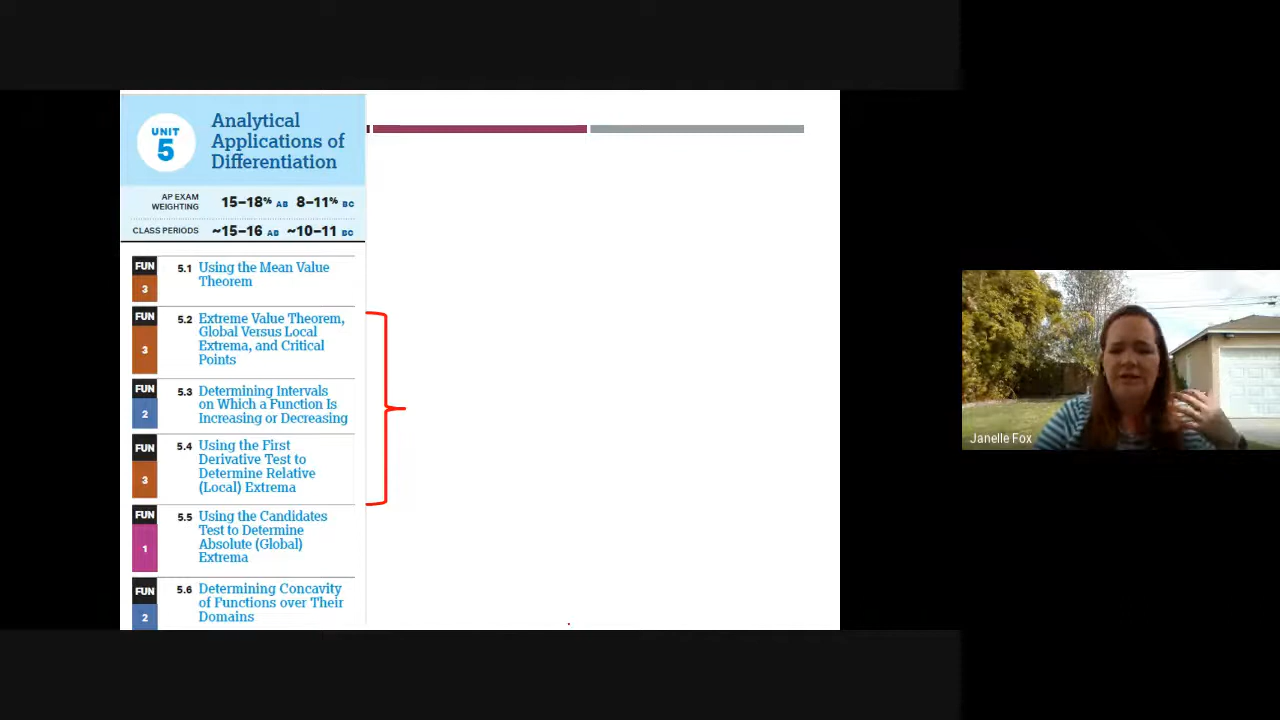 UNIT
5
Analytical
Applications of
Differentiation
AP EXAM
WEIGHTING
15–18% AB 8–11% BC
CLASS PERIODS
~15–16 AB ~10–11 BC
FUN
3
5.1 Using the Mean Value
Theorem
FUN
3
5.2 Extreme Value Theorem,
Global Versus Local
Extrema, and Critical
Points
FUN
2
5.3 Determining Intervals
on Which a Function Is
Increasing or Decreasing
FUN
3
5.4 Using the First
Derivative Test to
Determine Relative
(Local) Extrema
FUN
1
5.5 Using the Candidates
Test to Determine
Absolute (Global)
Extrema
FUN
2
5.6 Determining Concavity
of Functions over Their
Domains
Janelle Fox